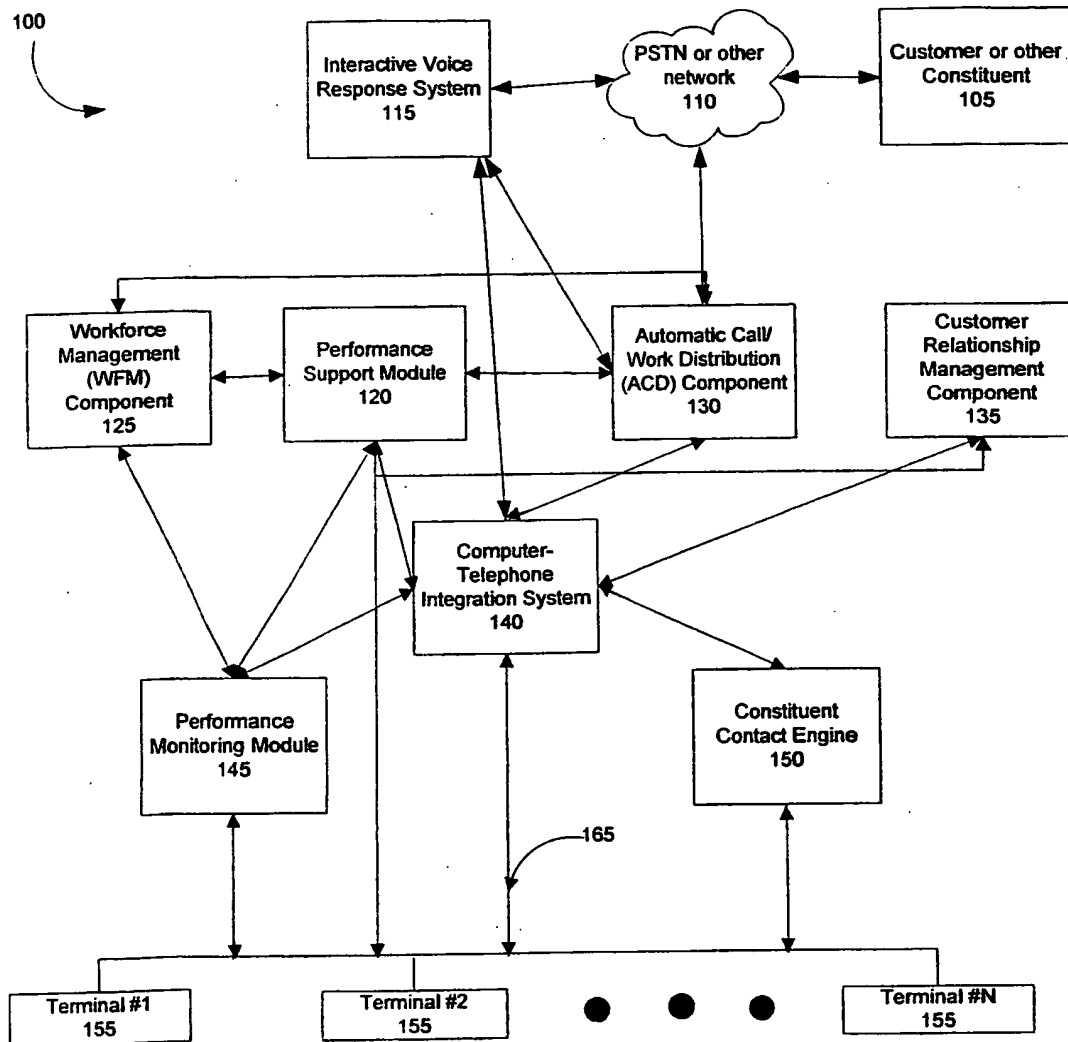 100
Interactive Voice
Response System
115
PSTN or other
network
110
Customer or other
Constituent
105
Workforce
Management
(WFM)
Component
125
Performance
Support Module
120
Automatic Call/
Work Distribution
(ACD) Component
130
Customer
Relationship
Management
Component
135
Computer-
Telephone
Integration System
140
Performance
Monitoring Module
145
Constituent
Contact Engine
150
165
Terminal #1
155
Terminal #2
155
Terminal #N
155